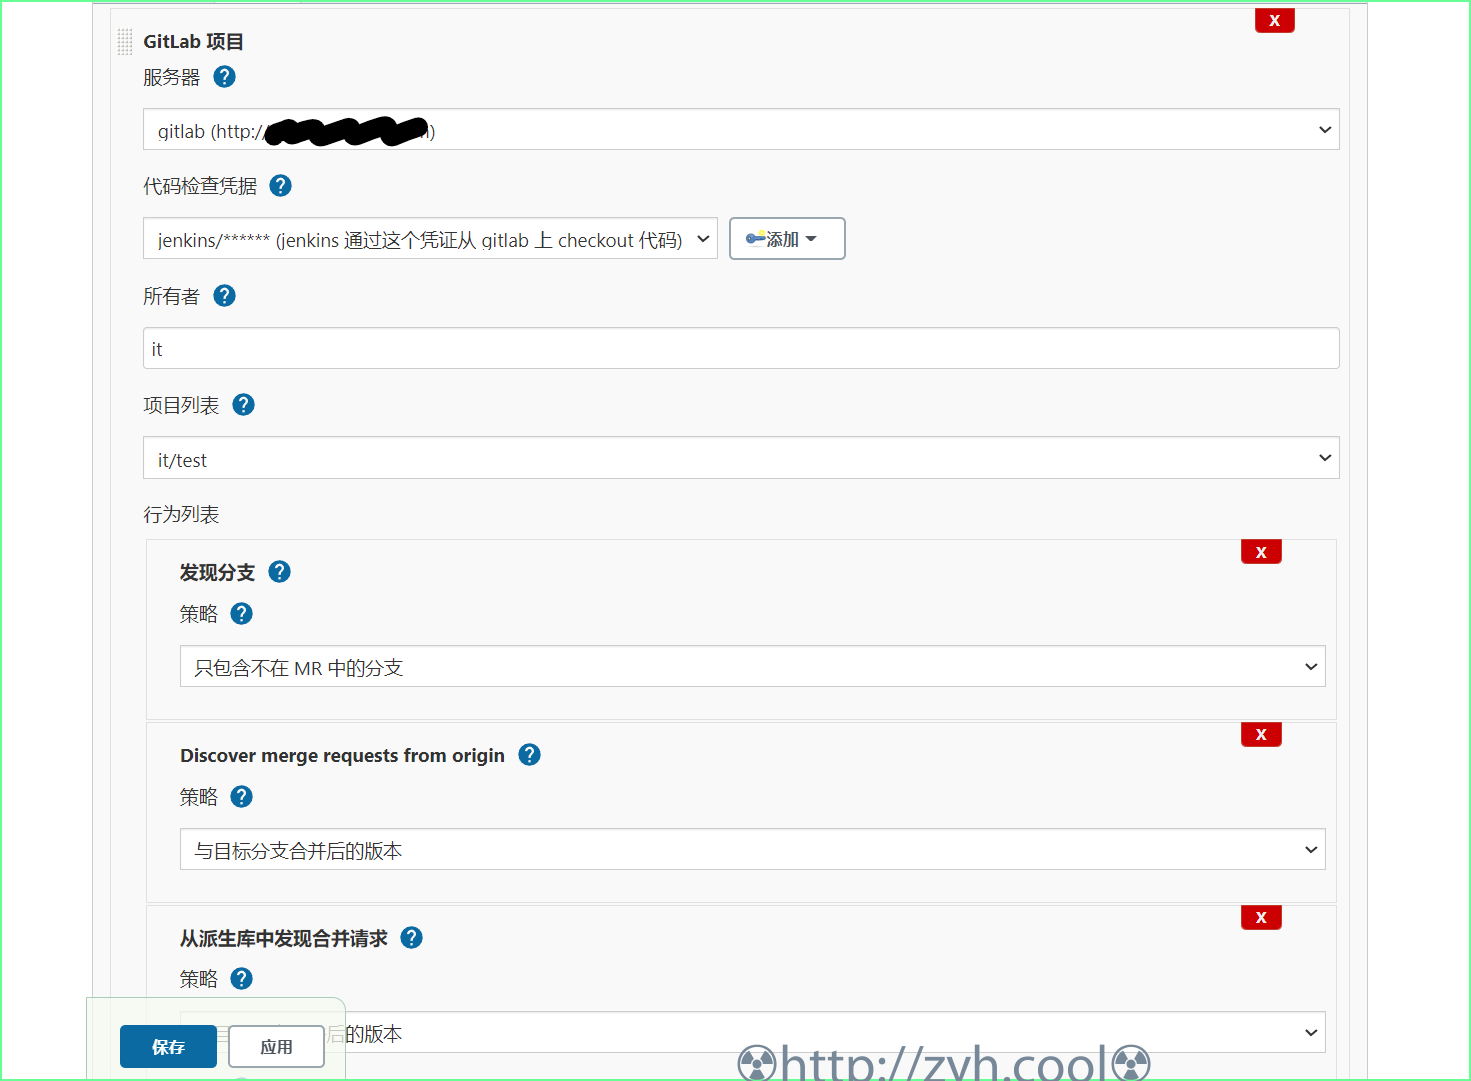 X
GitLab 项目
服务器 ?
gitlab (http:// )
代码检查凭据 ?
jenkins/****** (jenkins 通过这个凭证从 gitlab 上 checkout 代码) 添加
所有者 ?
it
项目列表 ?
it/test
行为列表
X
发现分支 ?
策略 ?
只包含不在 MR 中的分支
X
Discover merge requests from origin ?
策略 ?
与目标分支合并后的版本
X
从派生库中发现合并请求 ?
策略 ?
后的版本
保存 应用
☢http://zyh.cool☢